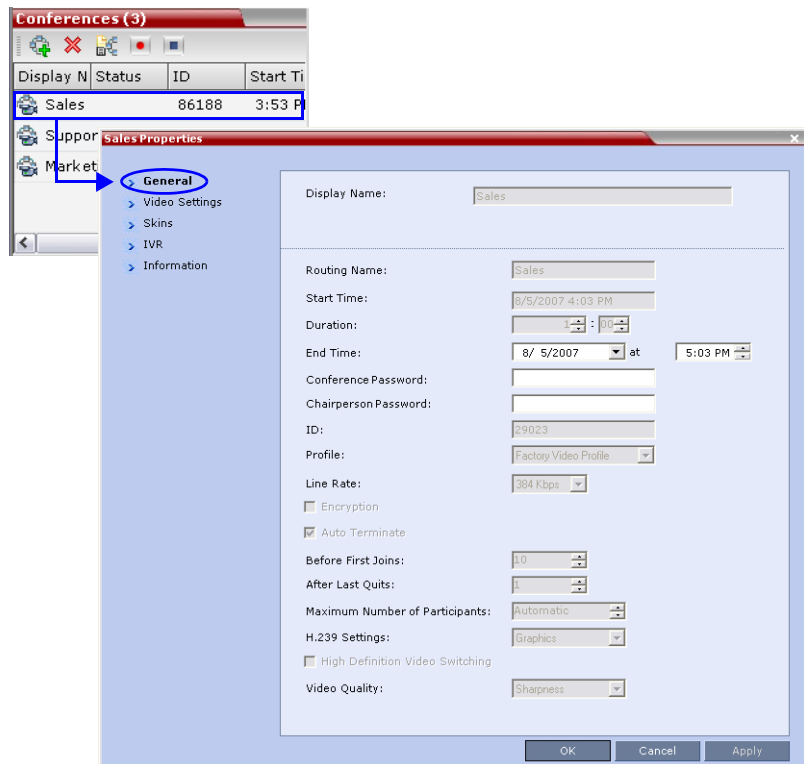 Conferences (3)
Display N Status ID Start Ti
Sales 86188 3:53 P
Suppor
Marketi
Sales Properties
General
Video Settings
Skins
IVR
Information
Display Name: Sales
Routing Name: Sales
Start Time: 8/5/2007 4:03 PM
Duration: 1 : 00
End Time: 8/ 5/2007 at 5:03 PM
Conference Password:
Chairperson Password:
ID: 29023
Profile: Factory Video Profile
Line Rate: 384 Kbps
Encryption
Auto Terminate
Before First Joins: 10
After Last Quits: 1
Maximum Number of Participants: Automatic
H.239 Settings: Graphics
High Definition Video Switching
Video Quality: Sharpness
OK Cancel Apply